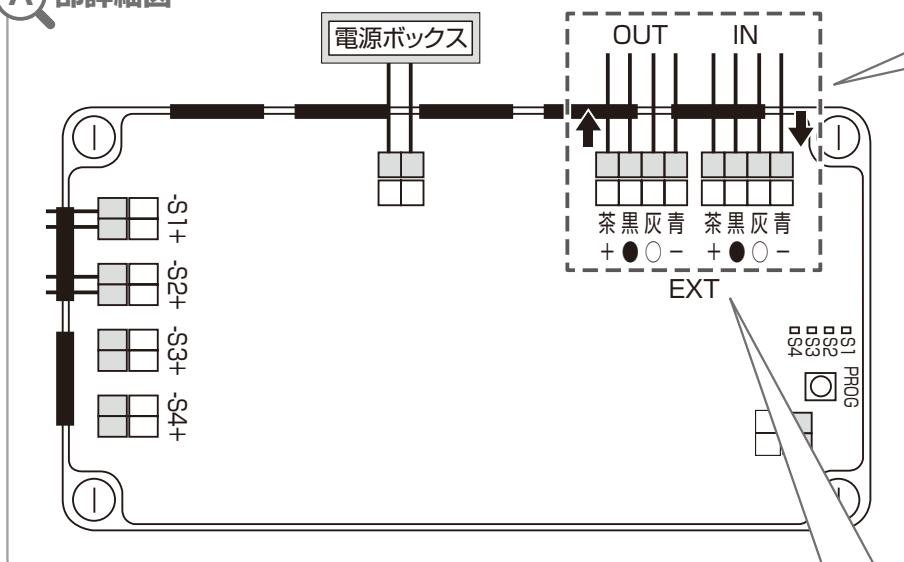 A 部詳細図
電源ボックス
OUT IN
茶 黒 灰 青 茶 黒 灰 青
+ ● ○ − + ● ○ −
EXT
-S1+
-S2+
-S3+
-S4+
S1
S2
S3
S4
PROG